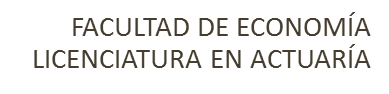 FACULTAD DE ECONOMÍA
LICENCIATURA EN ACTUARÍA